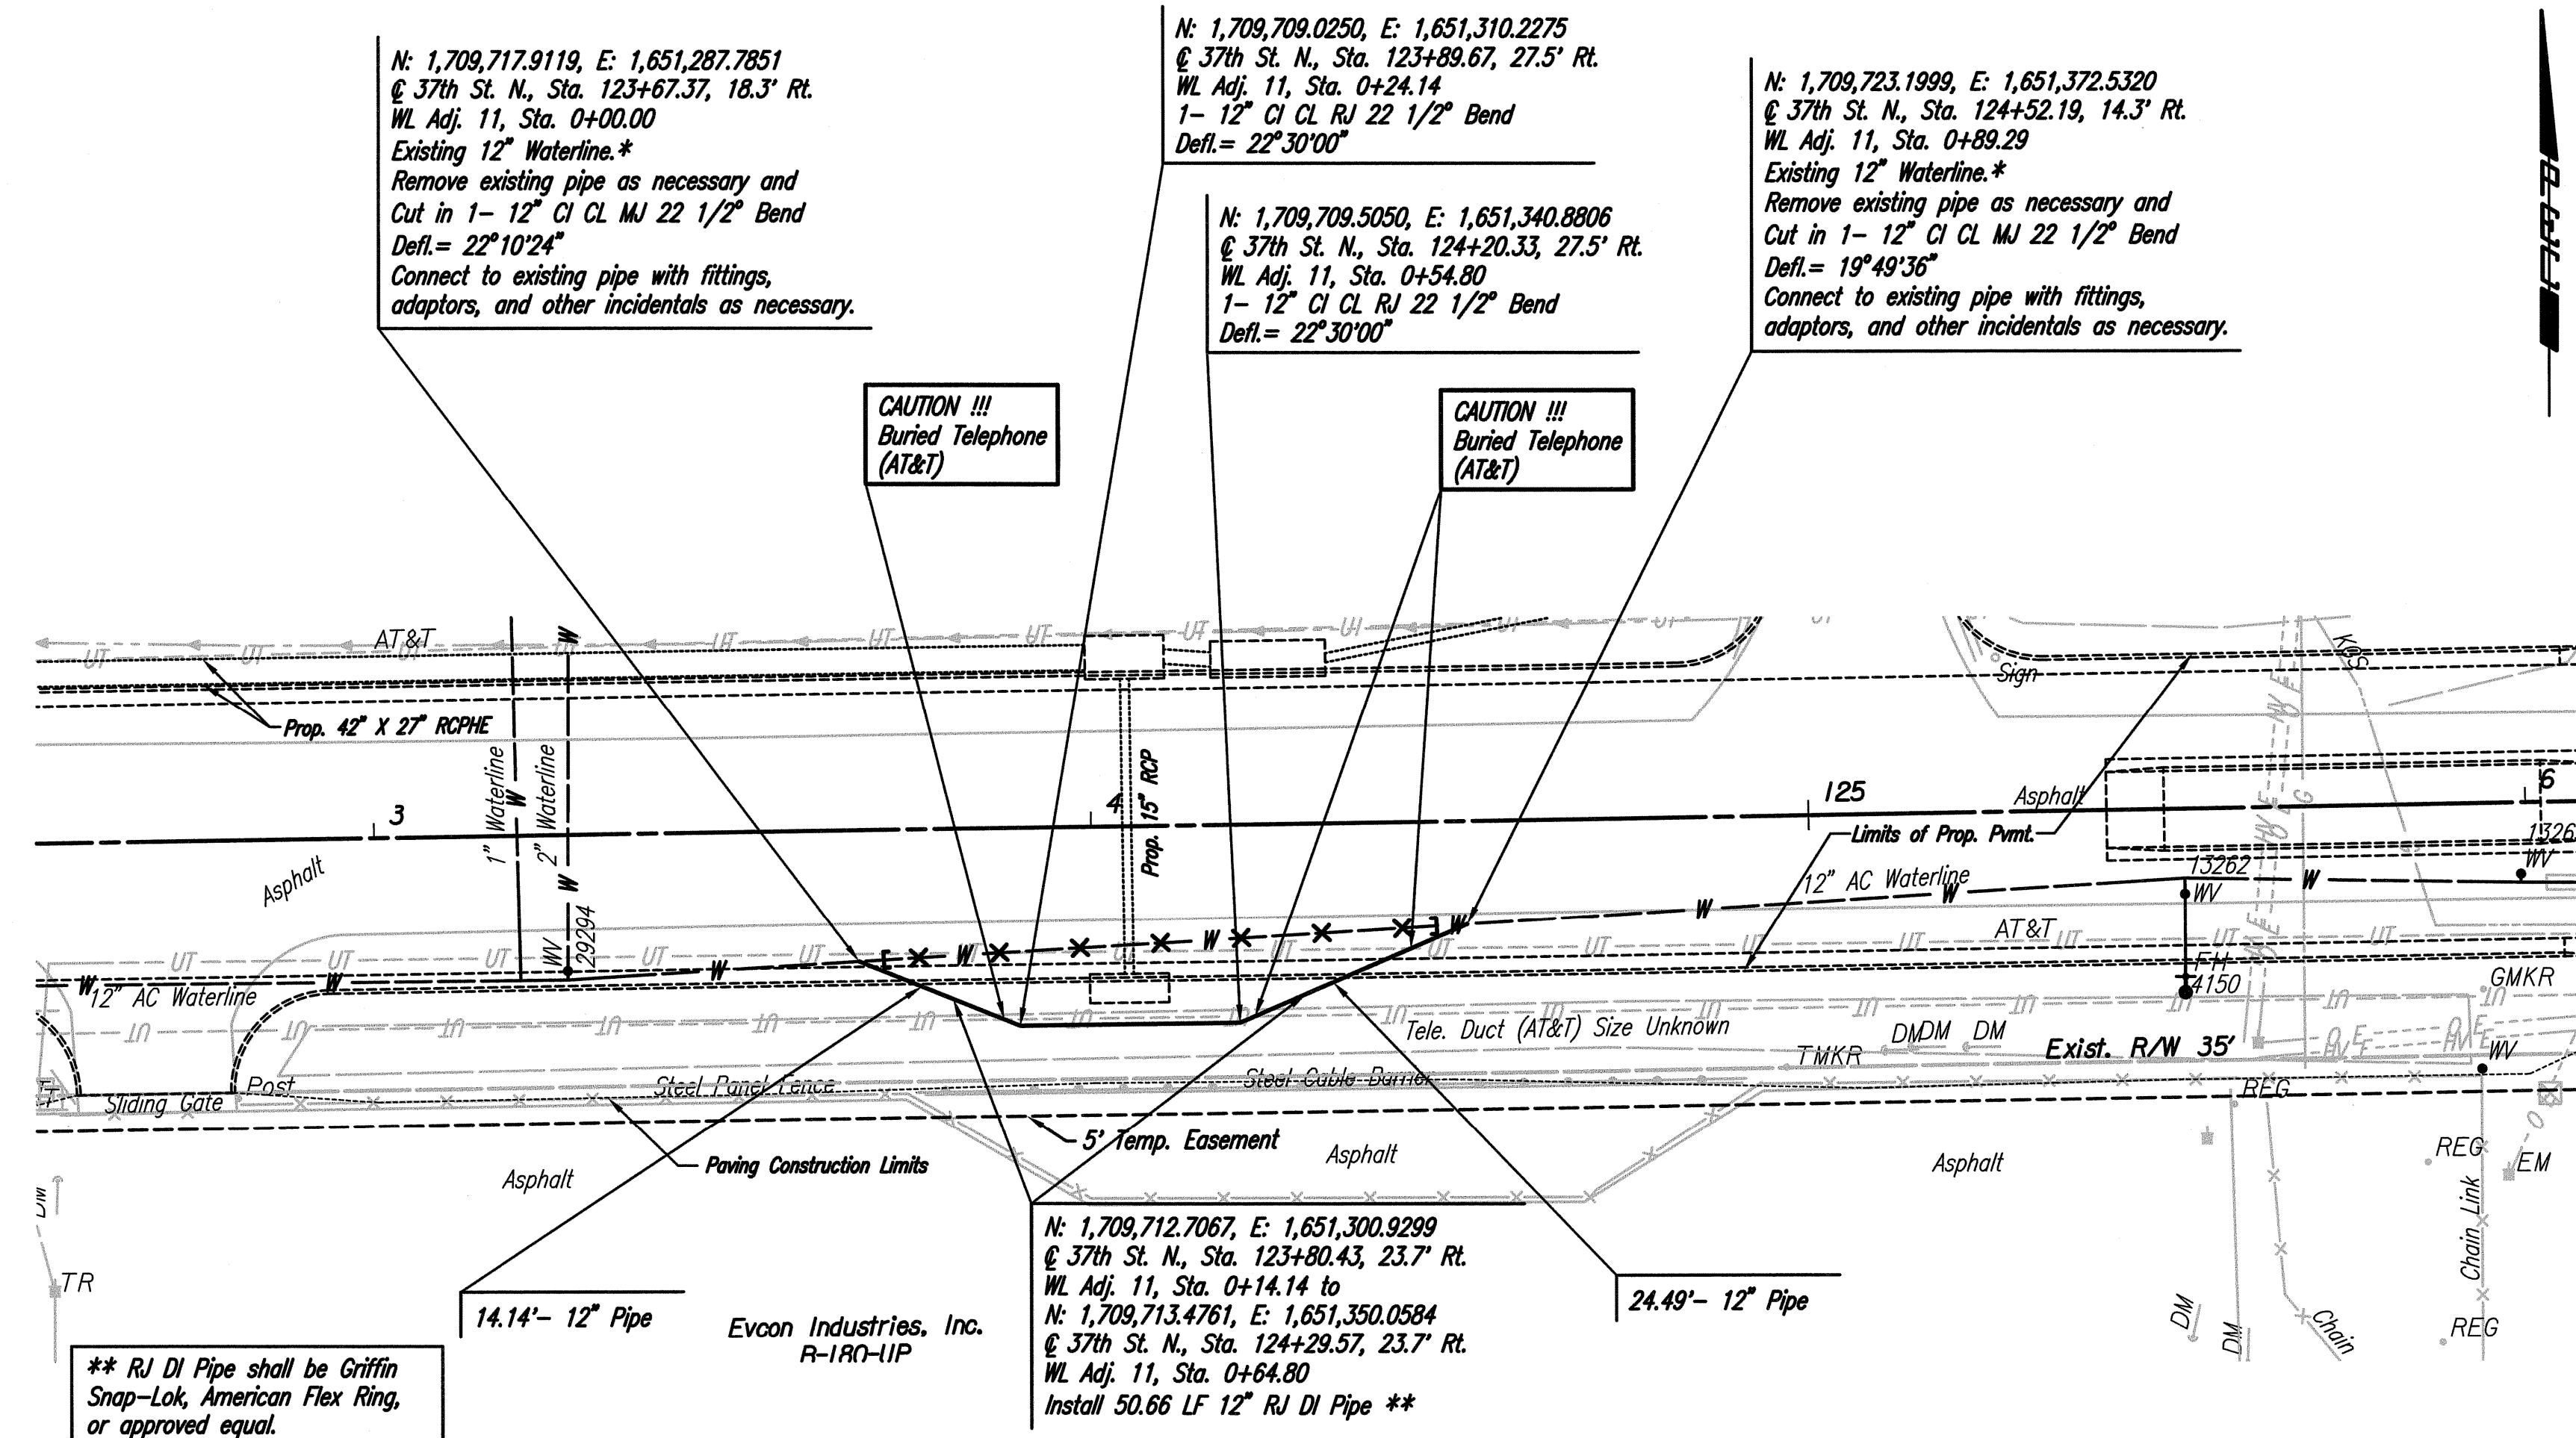 N: 1,709,717.9119, E: 1,651,287.7851
℄ 37th St. N., Sta. 123+67.37, 18.3' Rt.
WL Adj. 11, Sta. 0+00.00
Existing 12" Waterline.*
Remove existing pipe as necessary and
Cut in 1- 12" CI CL MJ 22 1/2° Bend
Defl.= 22°10'24"
Connect to existing pipe with fittings,
adaptors, and other incidentals as necessary.
N: 1,709,709.0250, E: 1,651,310.2275
℄ 37th St. N., Sta. 123+89.67, 27.5' Rt.
WL Adj. 11, Sta. 0+24.14
1- 12" CI CL RJ 22 1/2° Bend
Defl.= 22°30'00"
N: 1,709,709.5050, E: 1,651,340.8806
℄ 37th St. N., Sta. 124+20.33, 27.5' Rt.
WL Adj. 11, Sta. 0+54.80
1- 12" CI CL RJ 22 1/2° Bend
Defl.= 22°30'00"
N: 1,709,723.1999, E: 1,651,372.5320
℄ 37th St. N., Sta. 124+52.19, 14.3' Rt.
WL Adj. 11, Sta. 0+89.29
Existing 12" Waterline.*
Remove existing pipe as necessary and
Cut in 1- 12" CI CL MJ 22 1/2° Bend
Defl.= 19°49'36"
Connect to existing pipe with fittings,
adaptors, and other incidentals as necessary.
CAUTION !!!
Buried Telephone
(AT&T)
CAUTION !!!
Buried Telephone
(AT&T)
AT&T
Sign
KOS
Prop. 42" X 27" RCPHE
1" Waterline
2" Waterline
Prop. 15" RCP
3
4
125
6
Asphalt
Limits of Prop. Pvmt.
Asphalt
12" AC Waterline
13262
WV
1326
WV
WV
29294
AT&T
FH
4150
GMKR
12" AC Waterline
Tele. Duct (AT&T) Size Unknown
DM
DM
DM
TMKR
Exist. R/W 35'
WV
Post
Sliding Gate
Steel Panel Fence
Steel Cable Barrier
REG
5' Temp. Easement
Paving Construction Limits
Asphalt
Asphalt
Asphalt
REG
EM
DM
TR
Chain Link
REG
DM
DM
Chain
14.14'- 12" Pipe
Evcon Industries, Inc.
R-180-UP
N: 1,709,712.7067, E: 1,651,300.9299
℄ 37th St. N., Sta. 123+80.43, 23.7' Rt.
WL Adj. 11, Sta. 0+14.14 to
N: 1,709,713.4761, E: 1,651,350.0584
℄ 37th St. N., Sta. 124+29.57, 23.7' Rt.
WL Adj. 11, Sta. 0+64.80
Install 50.66 LF 12" RJ DI Pipe **
24.49'- 12" Pipe
** RJ DI Pipe shall be Griffin
Snap-Lok, American Flex Ring,
or approved equal.